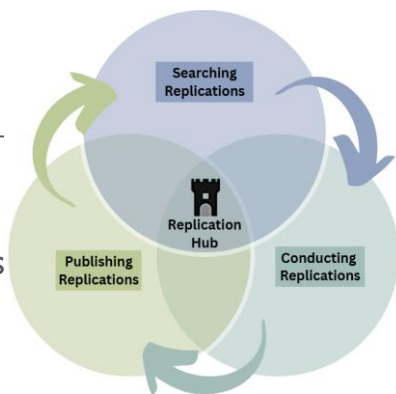 Searching
Replications
Replication
Hub
Publishing
Replications
Conducting
Replications
s